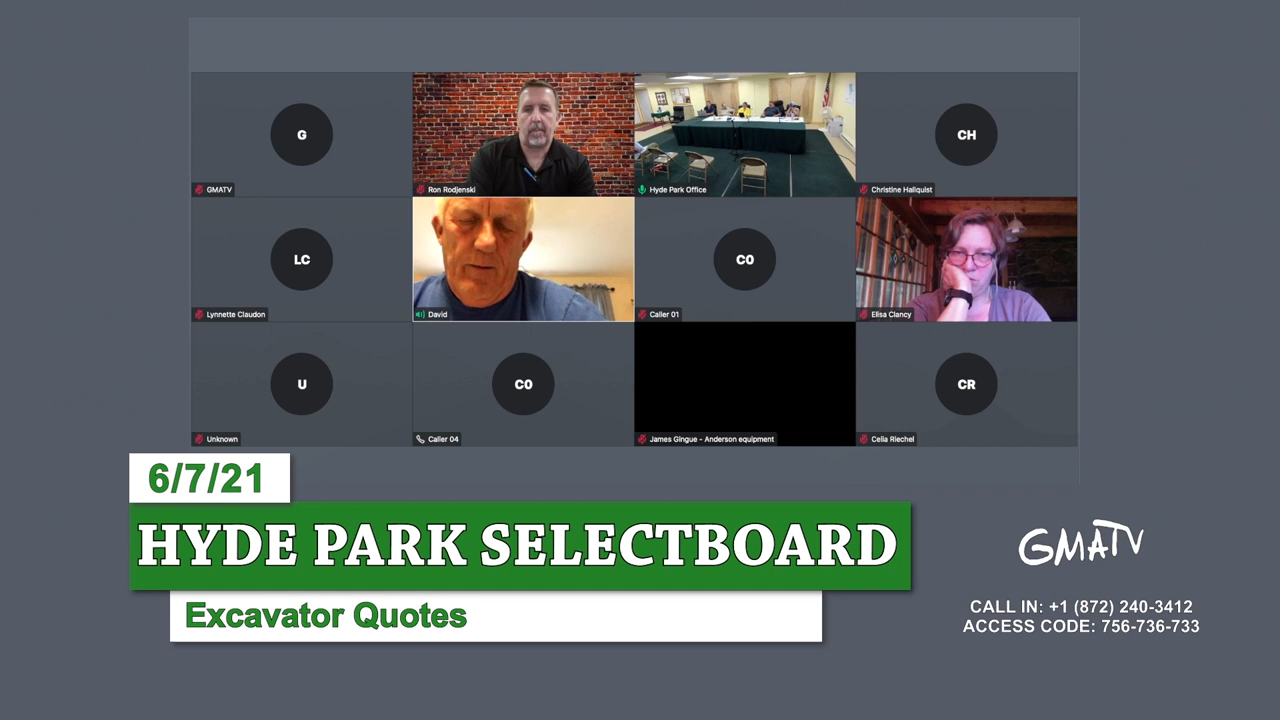 G
GMATV
Ron Rodjenski
Hyde Park Office
CH
Christine Hallquist
LC
Lynnette Claudon
David
C0
Caller 01
Elisa Clancy
U
Unknown
C0
Caller 04
James Gingue - Anderson equipment
CR
Celia Riechel
6/7/21
HYDE PARK SELECTBOARD
Excavator Quotes
GMATV
CALL IN: +1 (872) 240-3412
ACCESS CODE: 756-736-733